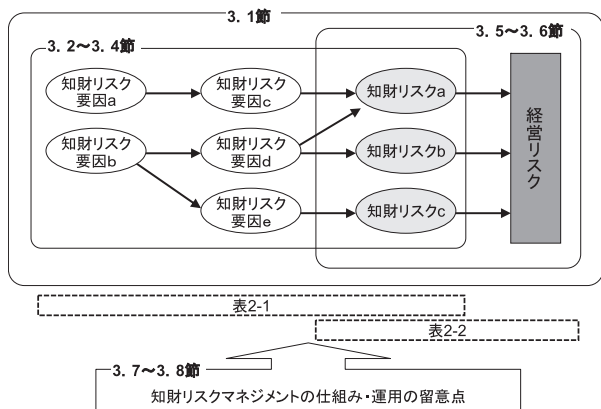 3. 1節
3. 2～3. 4節
3. 5～3. 6節
知財リスク
要因a
知財リスク
要因c
知財リスクa
知財リスク
要因b
知財リスク
要因d
知財リスクb
知財リスク
要因e
知財リスクc
経営リスク
表2-1
表2-2
3. 7～3. 8節
知財リスクマネジメントの仕組み・運用の留意点